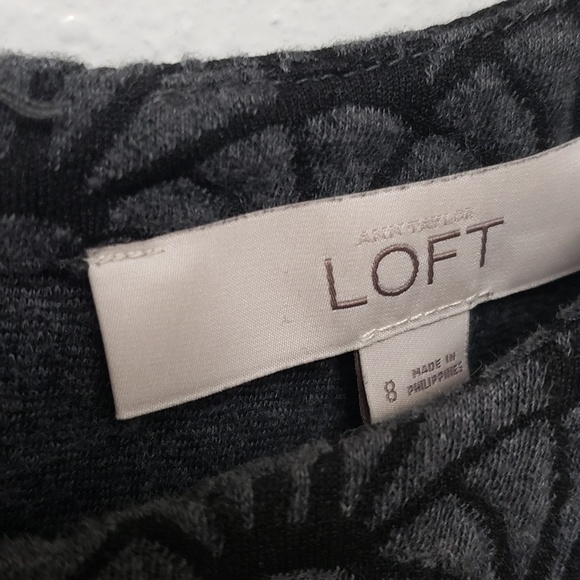 ANN TAYLOR
LOFT
8
MADE IN
PHILIPPINES